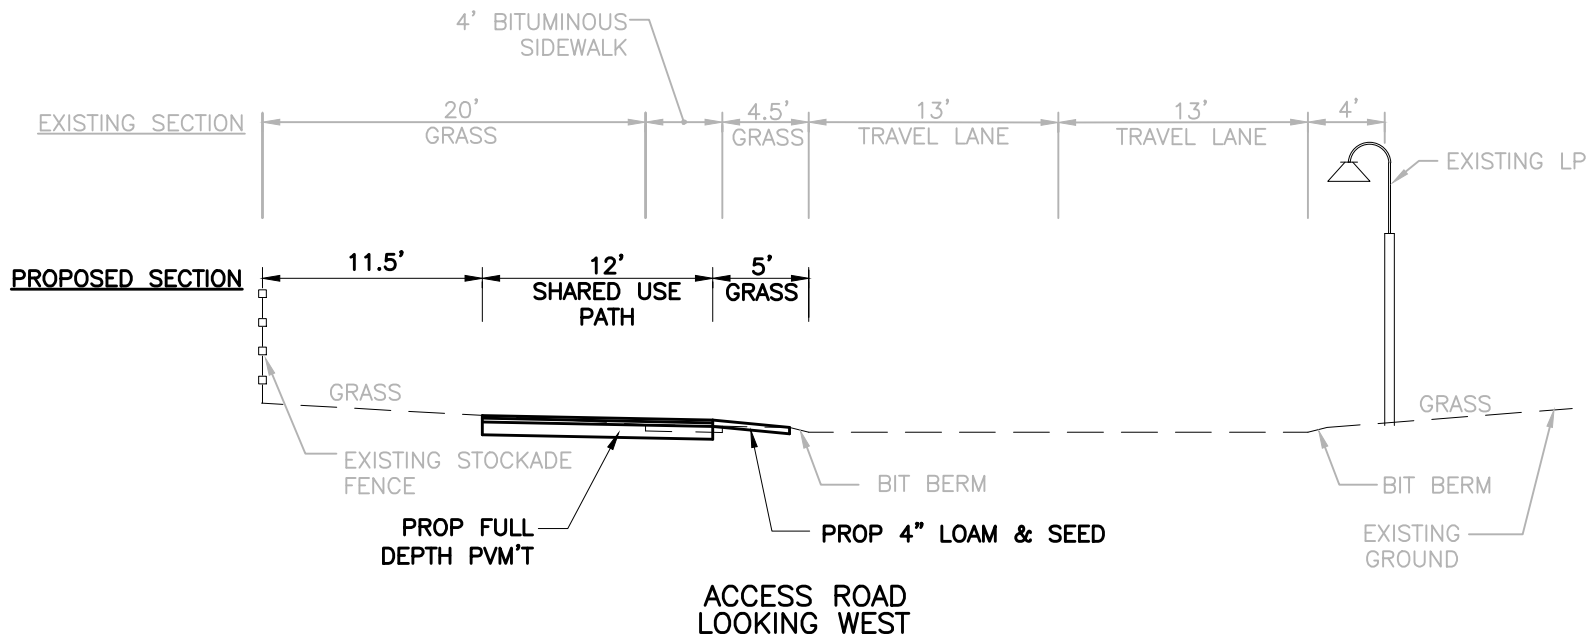 4' BITUMINOUS
SIDEWALK
EXISTING SECTION
20'
GRASS
4.5'
GRASS
13'
TRAVEL LANE
13'
TRAVEL LANE
4'
EXISTING LP
PROPOSED SECTION
11.5'
12'
SHARED USE
PATH
5'
GRASS
GRASS
GRASS
EXISTING STOCKADE
FENCE
BIT BERM
BIT BERM
PROP FULL
DEPTH PVM'T
PROP 4" LOAM & SEED
EXISTING
GROUND
ACCESS ROAD
LOOKING WEST